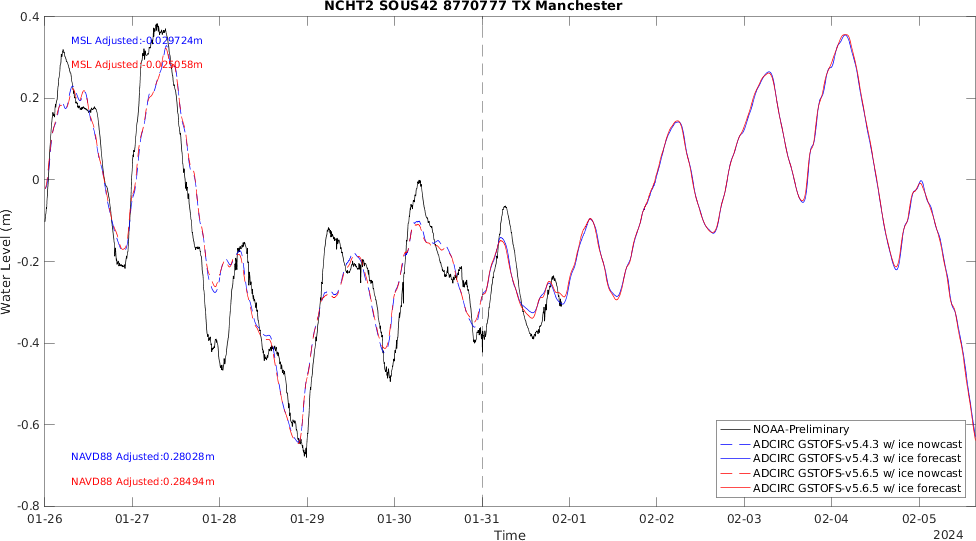 NCHT2 SOUS42 8770777 TX Manchester
0.4
MSL Adjusted:-0.029724m
MSL Adjusted:-0.025058m
0.2
0
-0.2
Water Level (m)
-0.4
-0.6
-0.8
NAVD88 Adjusted:0.28028m
NAVD88 Adjusted:0.28494m
NOAA-Preliminary
ADCIRC GSTOFS-v5.4.3 w/ ice nowcast
ADCIRC GSTOFS-v5.4.3 w/ ice forecast
ADCIRC GSTOFS-v5.6.5 w/ ice nowcast
ADCIRC GSTOFS-v5.6.5 w/ ice forecast
01-26 01-27 01-28 01-29 01-30 01-31 02-01 02-02 02-03 02-04 02-05
Time
2024